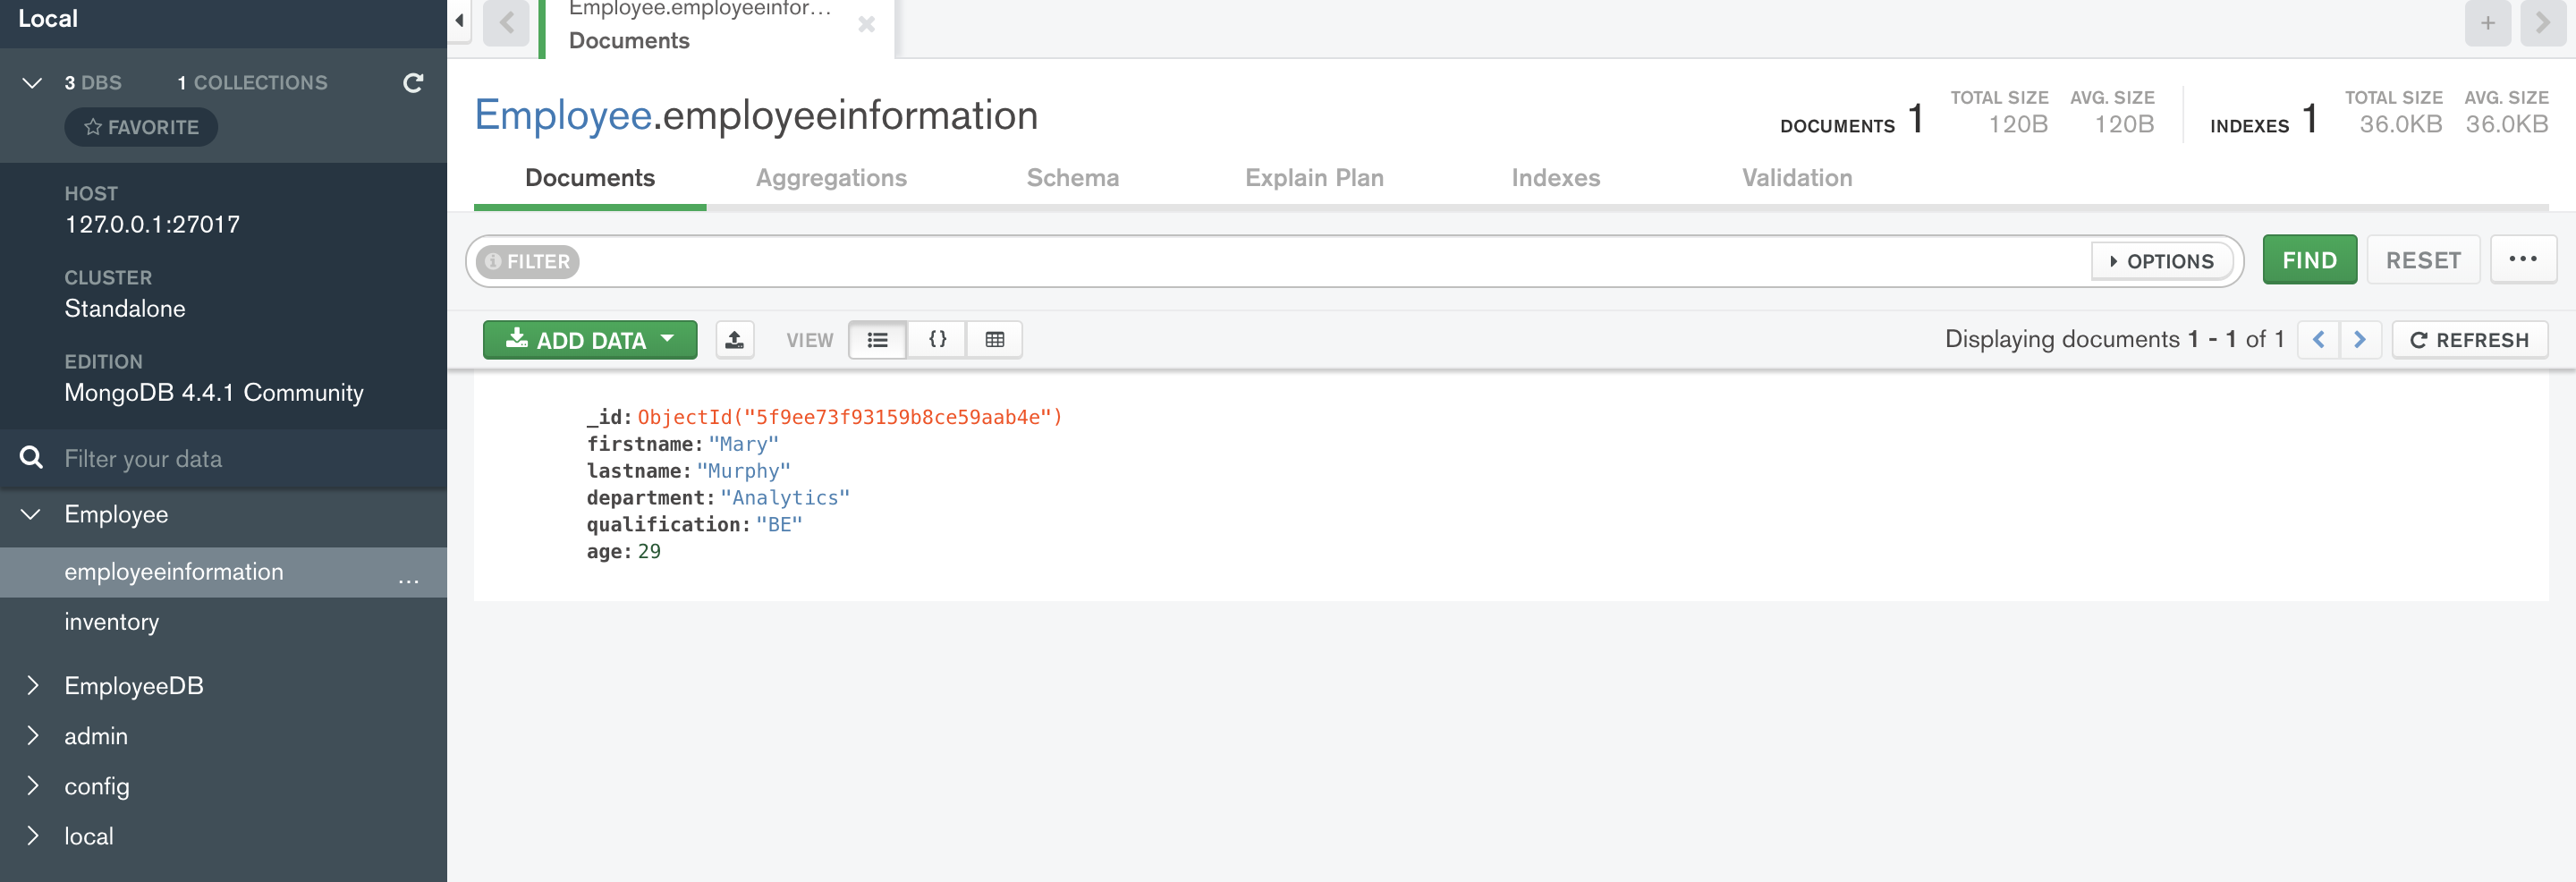 Local
3 DBS 1 COLLECTIONS
FAVORITE
HOST
127.0.0.1:27017
CLUSTER
Standalone
EDITION
MongoDB 4.4.1 Community
Filter your data
Employee
employeeinformation ...
inventory
EmployeeDB
admin
config
local
Employee.employeeinfor...
Documents
Employee.employeeinformation
DOCUMENTS 1 TOTAL SIZE 120B AVG. SIZE 120B INDEXES 1 TOTAL SIZE 36.0KB AVG. SIZE 36.0KB
Documents Aggregations Schema Explain Plan Indexes Validation
FILTER OPTIONS FIND RESET ...
ADD DATA VIEW {} Displaying documents 1 - 1 of 1 REFRESH
_id: ObjectId("5f9ee73f93159b8ce59aab4e")
firstname: "Mary"
lastname: "Murphy"
department: "Analytics"
qualification: "BE"
age: 29